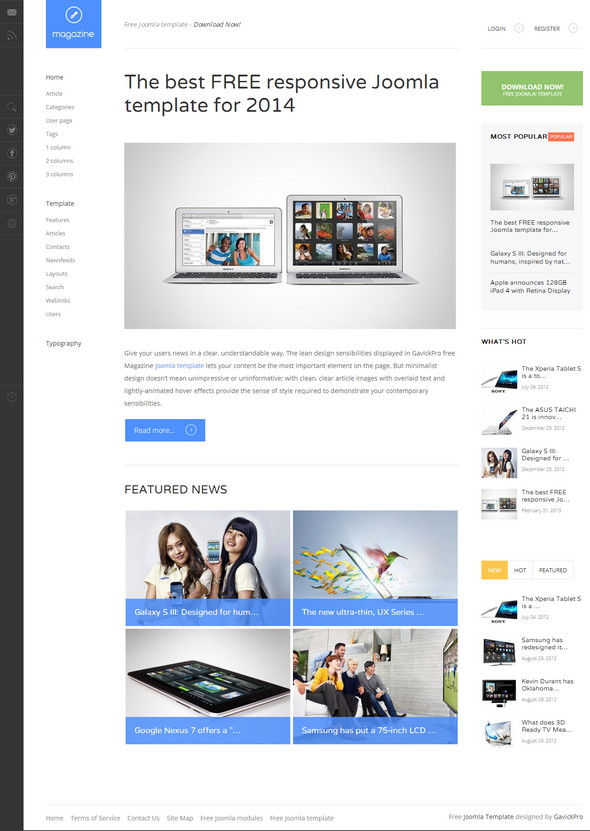 magazine
Free Joomla template - Download Now!
LOGIN
REGISTER
Home
Article
Categories
User page
Tags
1 column
2 columns
3 columns
Template
Features
Articles
Contacts
Newsfeeds
Layouts
Search
Weblinks
Users
Typography
The best FREE responsive Joomla
template for 2014
Give your users news in a clear, understandable way. The lean design sensibilities displayed in GavickPro free
Magazine Joomla template lets your content be the most important element on the page. But minimalist
design doesn't mean unimpressive or uninformative; with clean, clear article images with overlaid text and
lightly-animated hover effects provide the sense of style required to demonstrate your contemporary
sensibilities.
Read more...
FEATURED NEWS
Galaxy S III: Designed for hum...
The new ultra-thin, UX Series ...
Google Nexus 7 offers a "...
Samsung has put a 75-inch LCD ...
DOWNLOAD NOW!
FREE JOOMLA! TEMPLATE
MOST POPULAR POPULAR
The best FREE responsive
Joomla template for...
Galaxy S III: Designed for
humans, inspired by nat...
Apple announces 128GB
iPad 4 with Retina Display
WHAT'S HOT
The Xperia Tablet S
is a to...
July 04, 2012
SONY
The ASUS TAICHI
21 is innov...
December 23, 2012
Galaxy S III:
Designed for ...
December 23, 2012
The best FREE
responsive Jo...
February 01, 2013
NEW HOT FEATURED
The Xperia Tablet S
is a ...
July 04, 2012
SONY
Samsung has
redesigned it...
August 29, 2012
Kevin Durant has
Oklahoma...
August 29, 2012
What does 3D
Ready TV Mea...
August 29, 2012
Home Terms of Service Contact Us Site Map Free Joomla modules Free Joomla template
Free Joomla Template designed by GavickPro